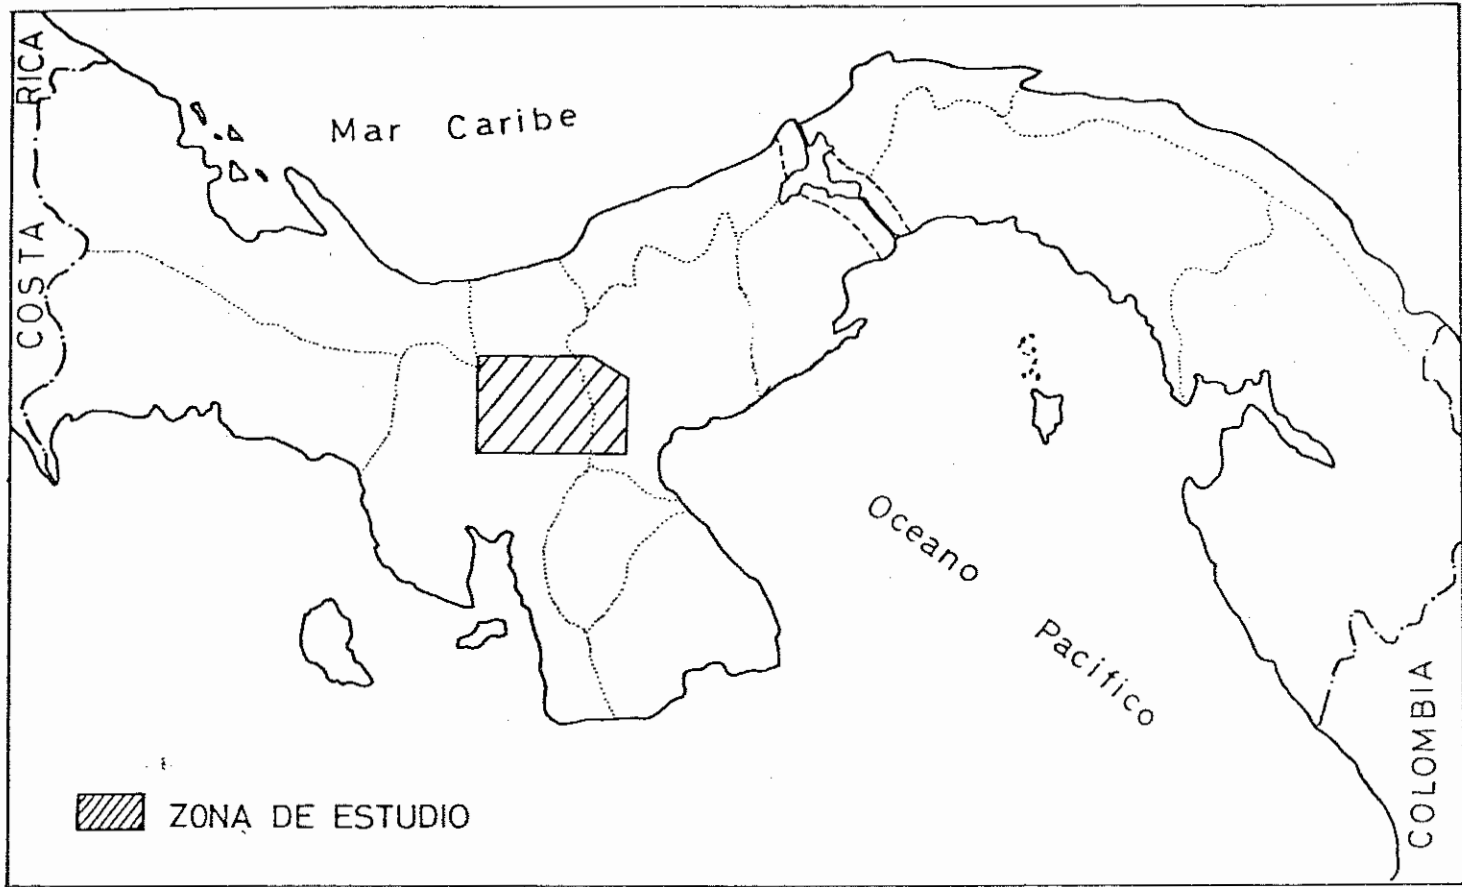 COSTA RICA
Mar Caribe
Oceano
Pacifico
COLOMBIA
ZONA DE ESTUDIO